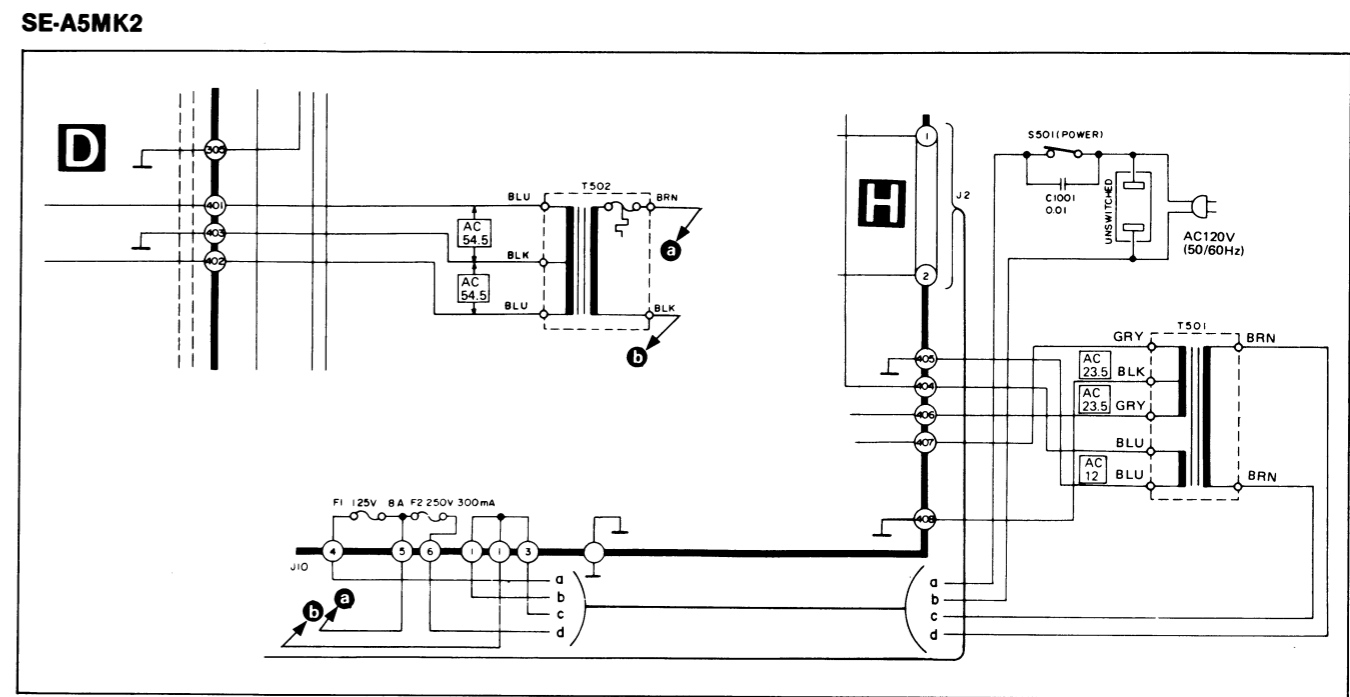 SE-A5MK2
D
305
401
403
402
BLU
T502
BRN
AC
54.5
BLK
AC
54.5
BLU
BLK
a
b
H
1
2
J2
S501(POWER)
C1001
0.01
UNSWITCHED
AC120V
(50/60Hz)
T501
GRY
BRN
AC
23.5
BLK
AC
23.5
GRY
BLU
AC
12
BLU
BRN
405
404
406
407
408
F1 125V 8A F2 250V 300mA
J10
4
5
6
1
1
3
a
b
c
d
a
b
c
d
b
a